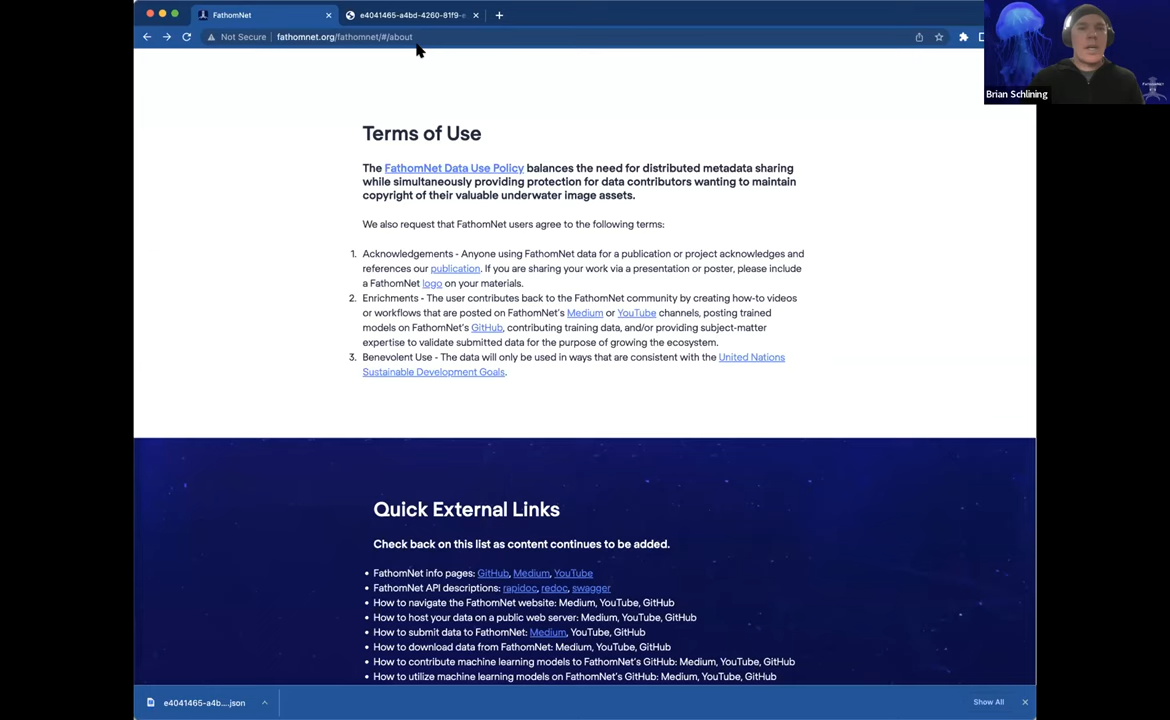 FathomNet
e4041465-a4bd-4260-81f9-e
Not Secure
fathomnet.org/fathomnet/#/about
Brian Schlining
Terms of Use
The FathomNet Data Use Policy balances the need for distributed metadata sharing
while simultaneously providing protection for data contributors wanting to maintain
copyright of their valuable underwater image assets.
We also request that FathomNet users agree to the following terms:
1. Acknowledgements - Anyone using FathomNet data for a publication or project acknowledges and
references our publication. If you are sharing your work via a presentation or poster, please include
a FathomNet logo on your materials.
2. Enrichments - The user contributes back to the FathomNet community by creating how-to videos
or workflows that are posted on FathomNet's Medium or YouTube channels, posting trained
models on FathomNet's GitHub, contributing training data, and/or providing subject-matter
expertise to validate submitted data for the purpose of growing the ecosystem.
3. Benevolent Use - The data will only be used in ways that are consistent with the United Nations
Sustainable Development Goals.
Quick External Links
Check back on this list as content continues to be added.
• FathomNet info pages: GitHub, Medium, YouTube
• FathomNet API descriptions: rapidoc, redoc, swagger
• How to navigate the FathomNet website: Medium, YouTube, GitHub
• How to host your data on a public web server: Medium, YouTube, GitHub
• How to submit data to FathomNet: Medium, YouTube, GitHub
• How to download data from FathomNet: Medium, YouTube, GitHub
• How to contribute machine learning models to FathomNet's GitHub: Medium, YouTube, GitHub
• How to utilize machine learning models on FathomNet's GitHub: Medium, YouTube, GitHub
e4041465-a4b....json
Show All